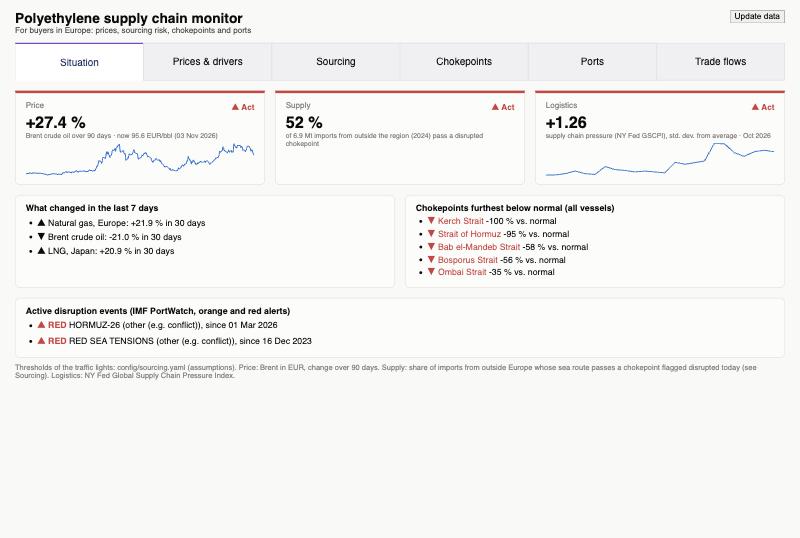 Polyethylene supply chain monitor
For buyers in Europe: prices, sourcing risk, chokepoints and ports
Update data
Situation
Prices & drivers
Sourcing
Chokepoints
Ports
Trade flows
Price
▲ Act
+27.4 %
Brent crude oil over 90 days · now 95.6 EUR/bbl (03 Nov 2026)
Supply
▲ Act
52 %
of 6.9 Mt imports from outside the region (2024) pass a disrupted
chokepoint
Logistics
▲ Act
+1.26
supply chain pressure (NY Fed GSCPI), std. dev. from average · Oct 2026
What changed in the last 7 days
• ▲ Natural gas, Europe: +21.9 % in 30 days
• ▼ Brent crude oil: -21.0 % in 30 days
• ▲ LNG, Japan: +20.9 % in 30 days
Chokepoints furthest below normal (all vessels)
• ▼ Kerch Strait -100 % vs. normal
• ▼ Strait of Hormuz -95 % vs. normal
• ▼ Bab el-Mandeb Strait -58 % vs. normal
• ▼ Bosporus Strait -56 % vs. normal
• ▼ Ombai Strait -35 % vs. normal
Active disruption events (IMF PortWatch, orange and red alerts)
• ▲ RED HORMUZ-26 (other (e.g. conflict)), since 01 Mar 2026
• ▲ RED RED SEA TENSIONS (other (e.g. conflict)), since 16 Dec 2023
Thresholds of the traffic lights: config/sourcing.yaml (assumptions). Price: Brent in EUR, change over 90 days. Supply: share of imports from outside Europe whose sea route passes a chokepoint flagged disrupted today (see
Sourcing). Logistics: NY Fed Global Supply Chain Pressure Index.